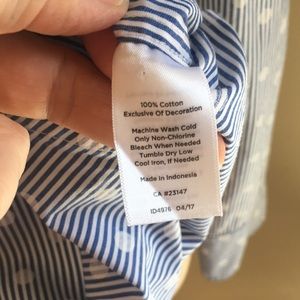 100% Cotton
Exclusive Of Decoration
Machine Wash Cold
Only Non-Chlorine
Bleach When Needed
Tumble Dry Low
Cool Iron, If Needed
Made in Indonesia
CA #23147
ID4976 04/17